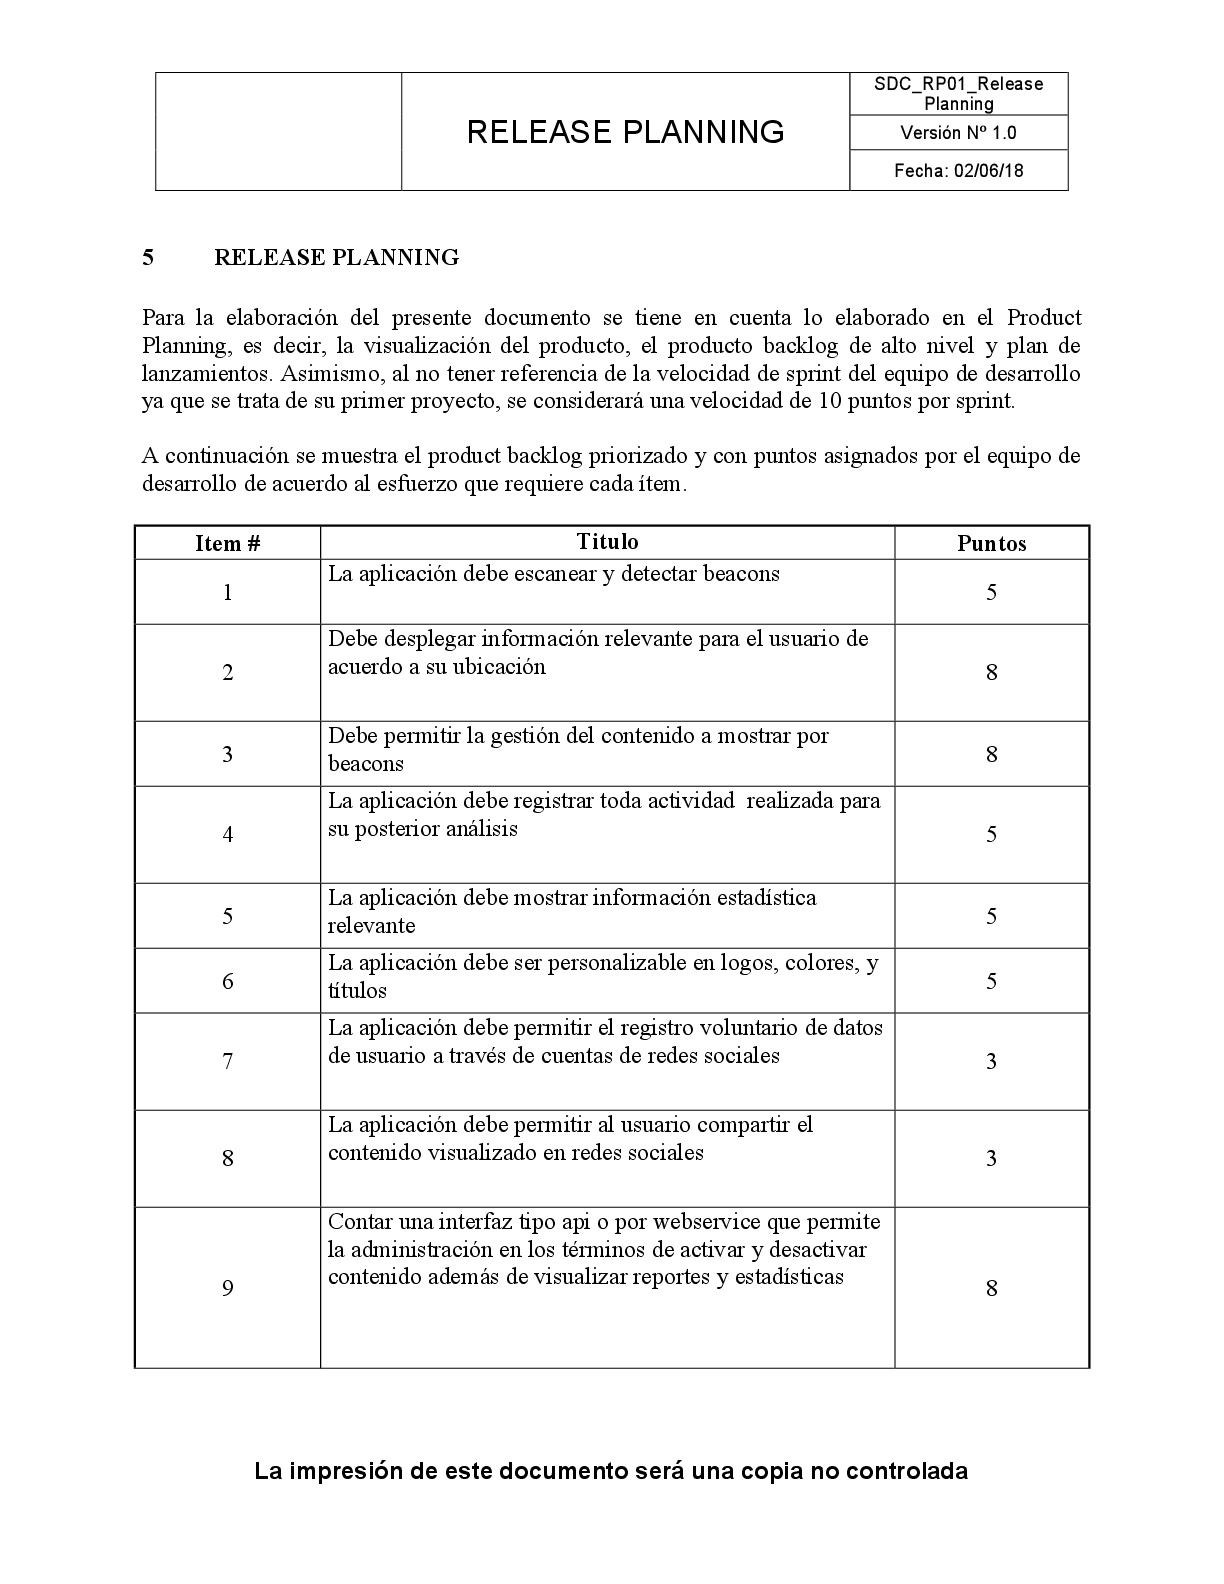 RELEASE PLANNING
SDC_RP01_Release
Planning
Versión Nº 1.0
Fecha: 02/06/18
5 RELEASE PLANNING
Para la elaboración del presente documento se tiene en cuenta lo elaborado en el Product
Planning, es decir, la visualización del producto, el producto backlog de alto nivel y plan de
lanzamientos. Asimismo, al no tener referencia de la velocidad de sprint del equipo de desarrollo
ya que se trata de su primer proyecto, se considerará una velocidad de 10 puntos por sprint.
A continuación se muestra el product backlog priorizado y con puntos asignados por el equipo de
desarrollo de acuerdo al esfuerzo que requiere cada ítem.
Item # Titulo Puntos
1 La aplicación debe escanear y detectar beacons 5
2 Debe desplegar información relevante para el usuario de
acuerdo a su ubicación 8
3 Debe permitir la gestión del contenido a mostrar por
beacons 8
4 La aplicación debe registrar toda actividad realizada para
su posterior análisis 5
5 La aplicación debe mostrar información estadística
relevante 5
6 La aplicación debe ser personalizable en logos, colores, y
títulos 5
7 La aplicación debe permitir el registro voluntario de datos
de usuario a través de cuentas de redes sociales 3
8 La aplicación debe permitir al usuario compartir el
contenido visualizado en redes sociales 3
9 Contar una interfaz tipo api o por webservice que permite
la administración en los términos de activar y desactivar
contenido además de visualizar reportes y estadísticas 8
La impresión de este documento será una copia no controlada